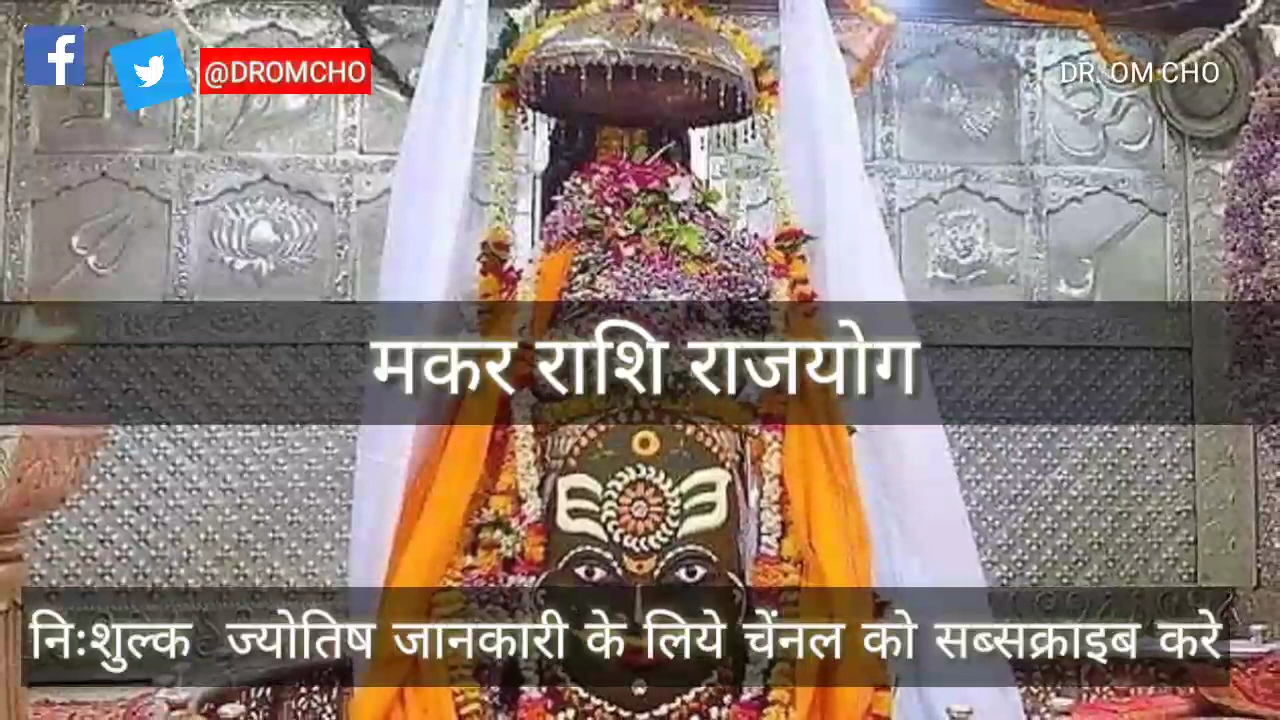 @DROMCHO
DR. OM CHO
मकर राशि राजयोग
नि:शुल्क ज्योतिष जानकारी के लिये चेंनल को सब्सक्राइब करे